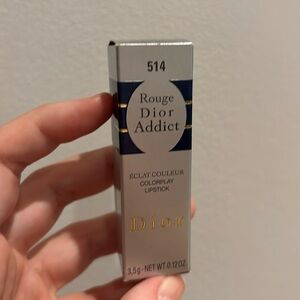 514
Rouge
Dior
Addict
ÉCLAT COULEUR
COLORPLAY
LIPSTICK
Dior
3,5g - NET WT. 0.12 OZ.